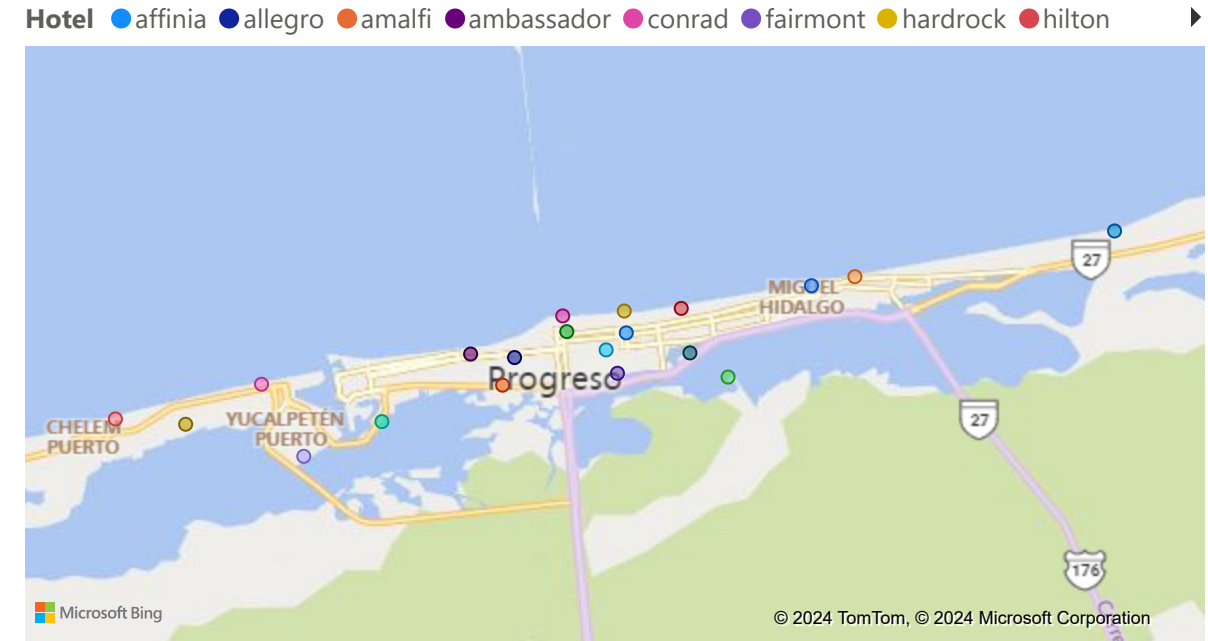 Hotel affinia allegro amalfi ambassador conrad fairmont hardrock hilton
27
MIGUEL
HIDALGO
Progreso
CHELEM
PUERTO
YUCALPETÉN
PUERTO
27
176
Microsoft Bing
© 2024 TomTom, © 2024 Microsoft Corporation